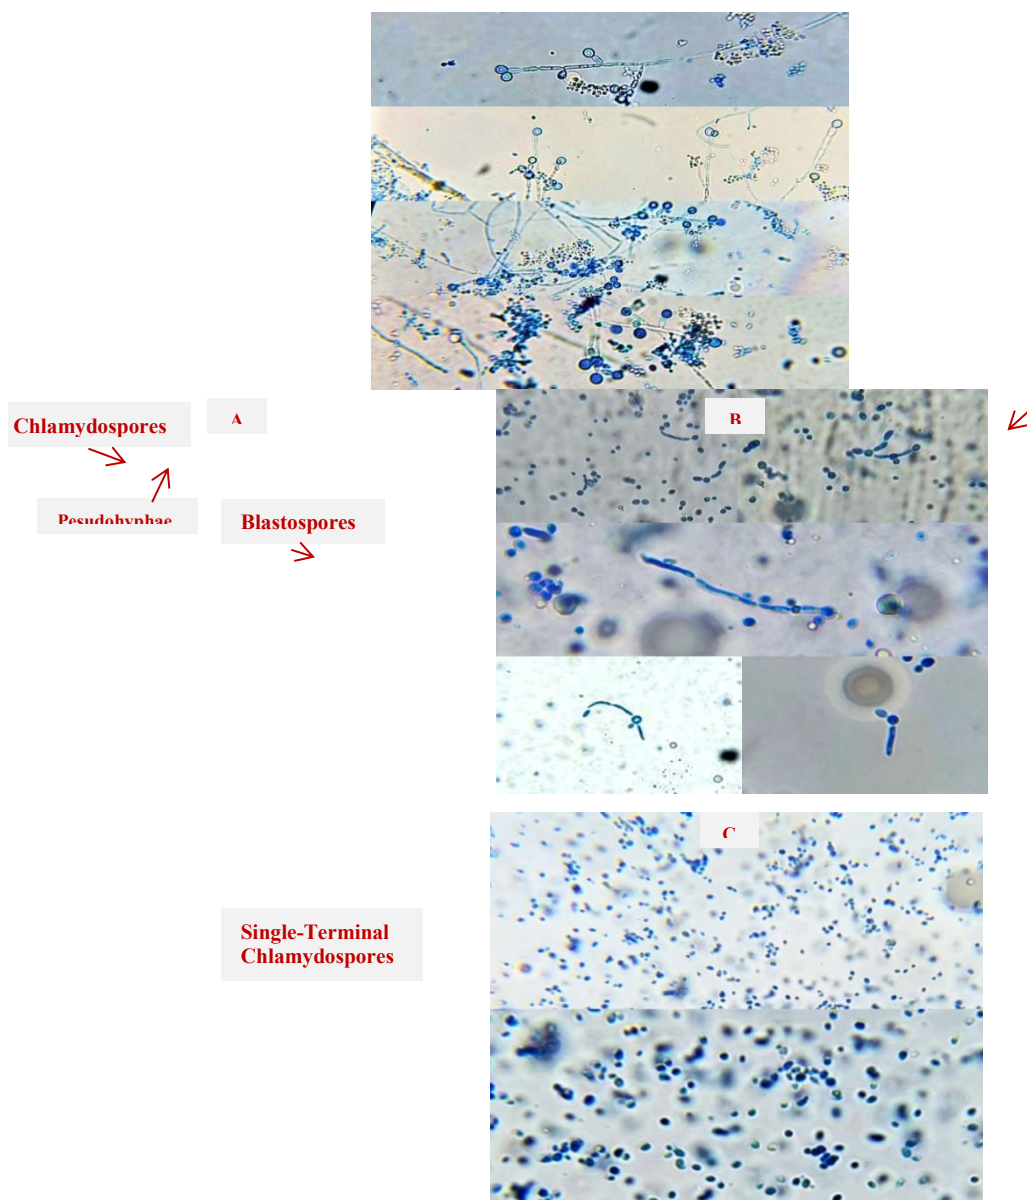 Chlamydospores
A
B
Pesudohyphae
Blastospores
C
Single-Terminal
Chlamydospores